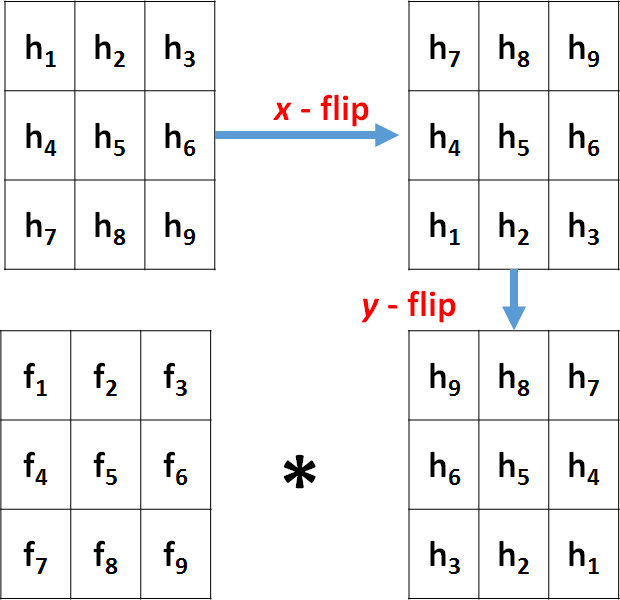 h₁ h₂ h₃
h₄ h₅ h₆
h₇ h₈ h₉
x - flip
h₇ h₈ h₉
h₄ h₅ h₆
h₁ h₂ h₃
y - flip
f₁ f₂ f₃
f₄ f₅ f₆
f₇ f₈ f₉
*
h₉ h₈ h₇
h₆ h₅ h₄
h₃ h₂ h₁